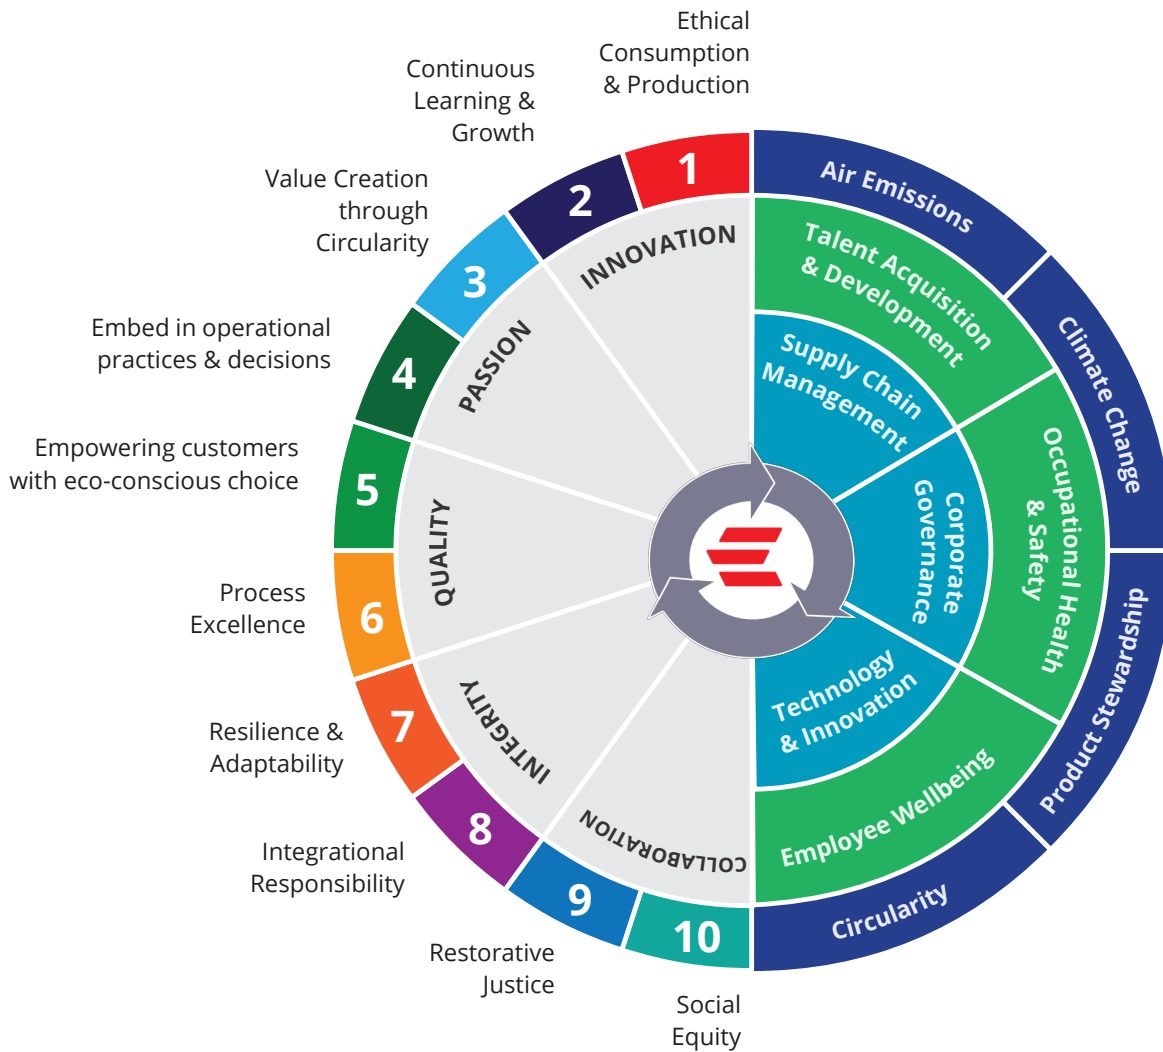 Ethical
Consumption
& Production
Continuous
Learning &
Growth
Value Creation
through
Circularity
Embed in operational
practices & decisions
Empowering customers
with eco-conscious choice
Process
Excellence
Resilience &
Adaptability
Integrational
Responsibility
Restorative
Justice
Social
Equity
1
2
3
4
5
6
7
8
9
10
INNOVATION
PASSION
QUALITY
INTEGRITY
COLLABORATION
Air Emissions
Climate Change
Product Stewardship
Circularity
Talent Acquisition
& Development
Occupational Health
& Safety
Employee Wellbeing
Supply Chain
Management
Corporate
Governance
Technology
& Innovation